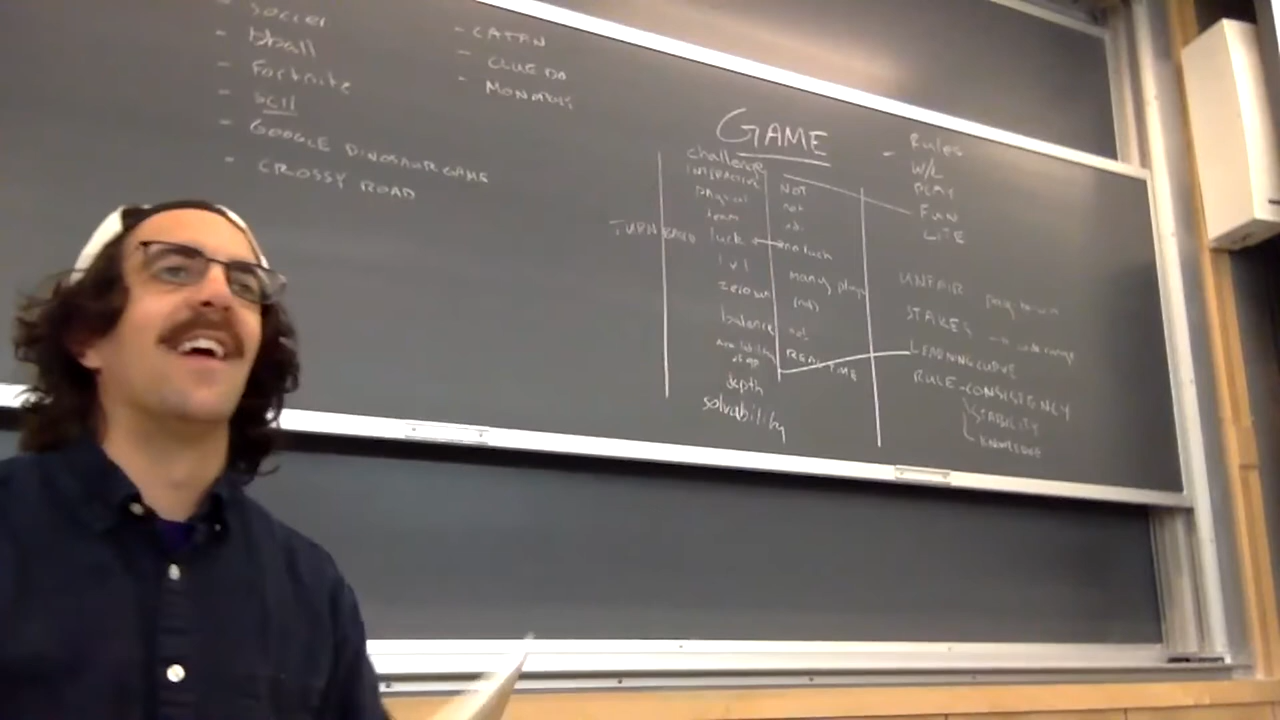 - soccer
- bball
- Fortnite
- GOOGLE DINOSAUR GAME
- CROSSY ROAD
- CATAN
- CLUEDO
- MONOPOLY
GAME
challenge
INTERACTIVE
physical
team
TURN BASED
luck
1v1
balance
depth
solvability
NOT
not
no luck
many play
REAL TIME
- Rules
W/L
PLAY
FUN
LITE
UNFAIR
STAKES
LEARNING CURVE
RULE-CONSISTENCY
STABILITY
KNOWLEDGE